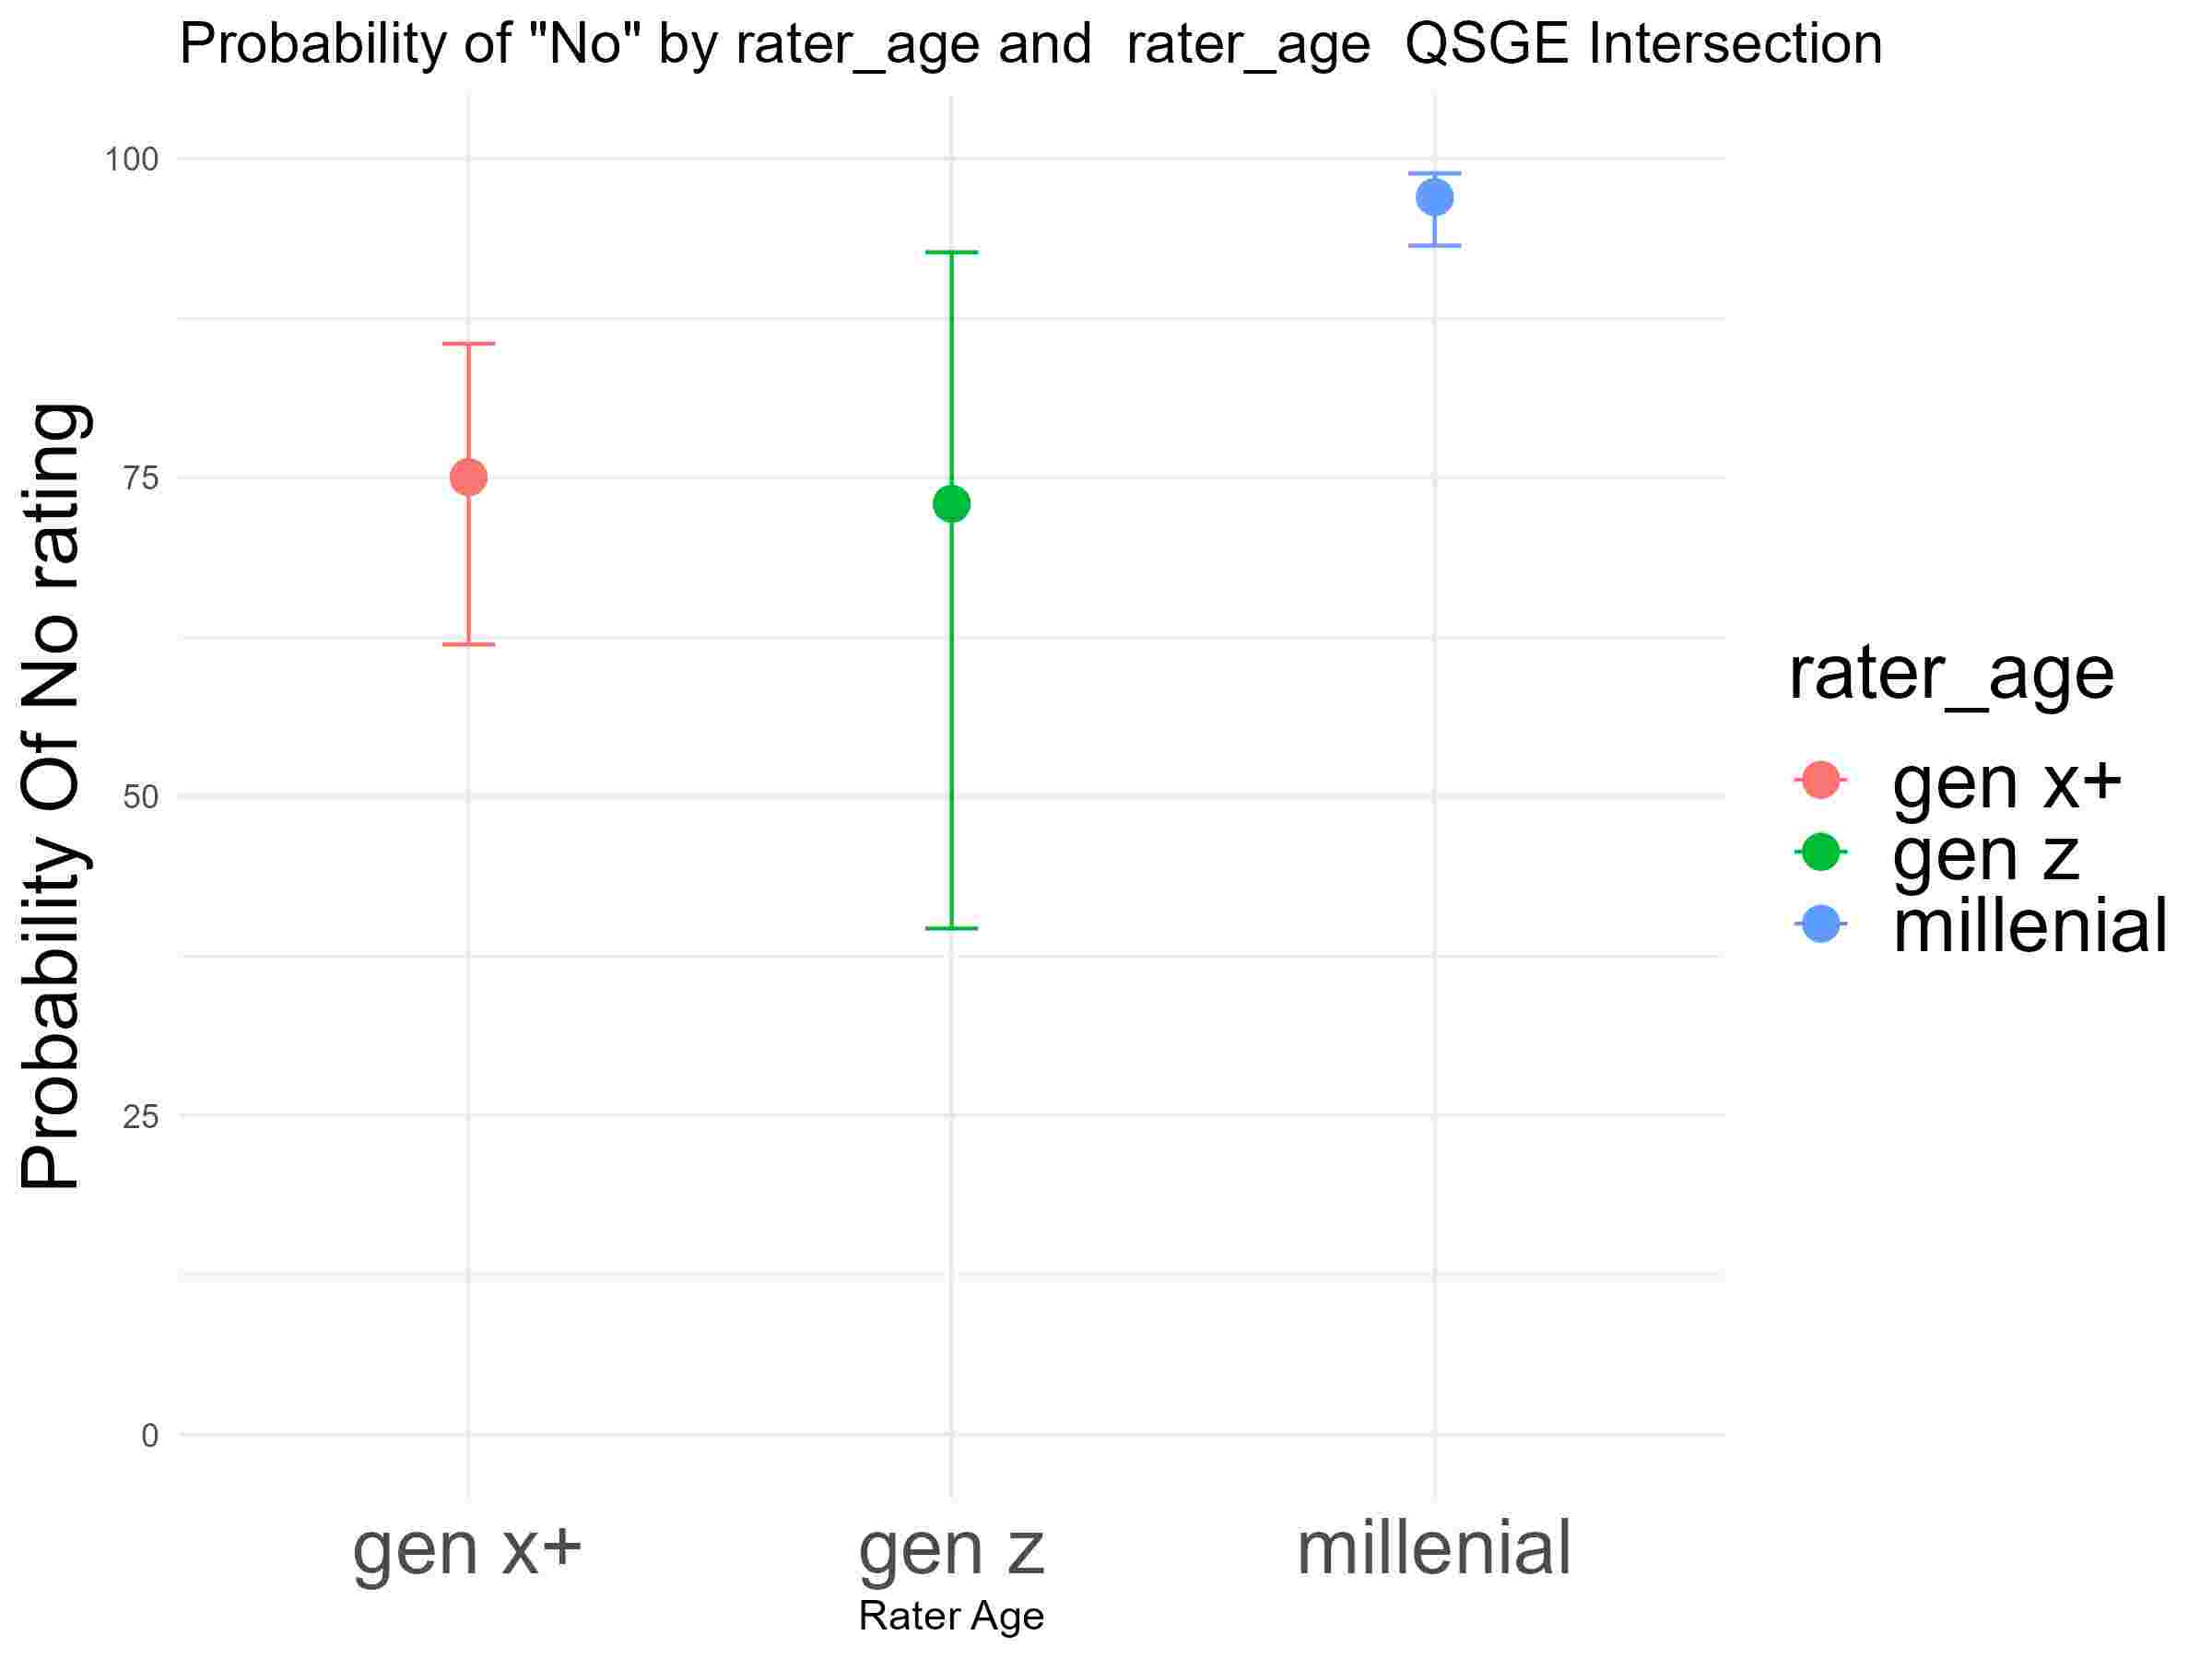 Probability of "No" by rater_age and  rater_age  QSGE Intersection
Probability Of No rating
100
75
50
25
0
gen x+
gen z
millenial
Rater Age
rater_age
gen x+
gen z
millenial